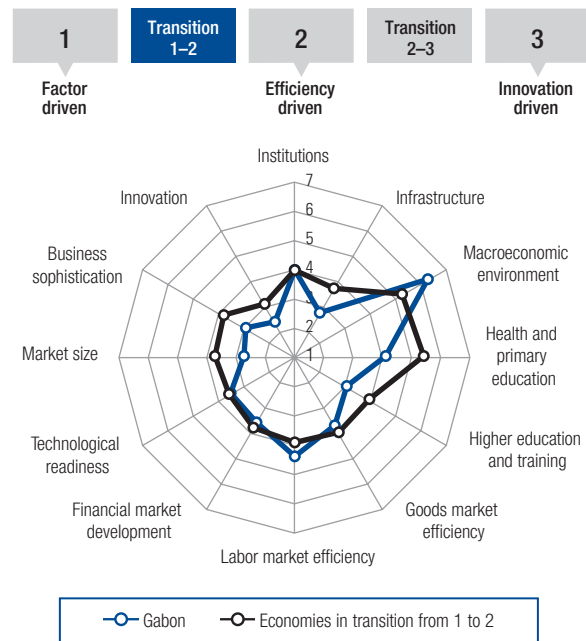 1
Transition
1–2
2
Transition
2–3
3
Factor
driven
Efficiency
driven
Innovation
driven
Institutions
Infrastructure
Macroeconomic
environment
Health and
primary
education
Higher education
and training
Goods market
efficiency
Labor market efficiency
Financial market
development
Technological
readiness
Market size
Business
sophistication
Innovation
7
6
5
4
3
2
1
Gabon
Economies in transition from 1 to 2